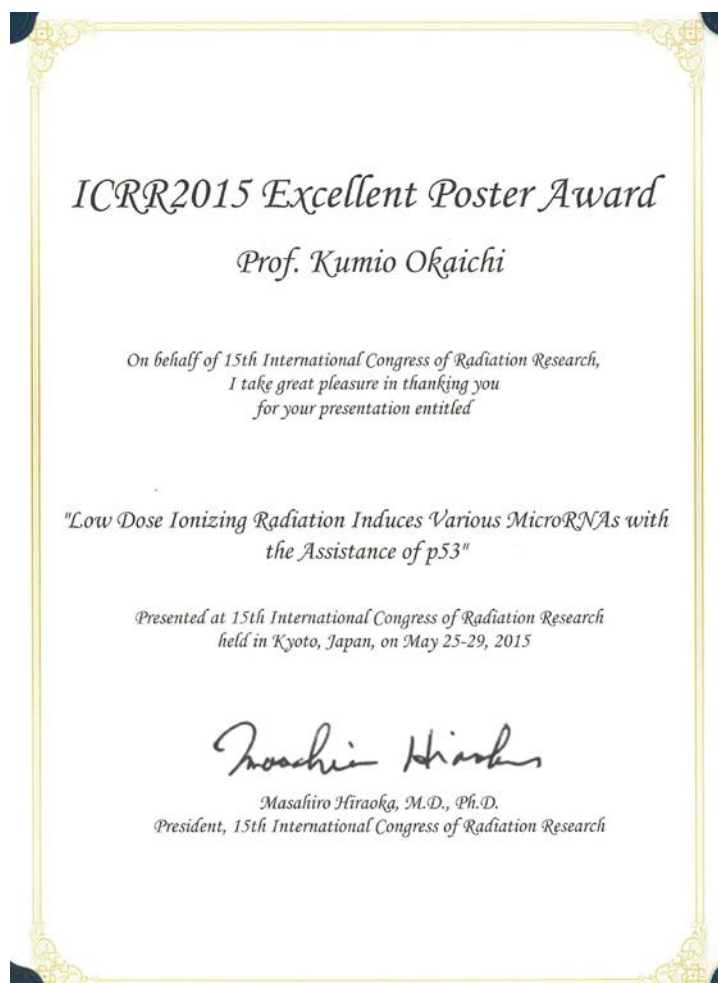 ICRR2015 Excellent Poster Award
Prof. Kumio Okaichi
On behalf of 15th International Congress of Radiation Research,
I take great pleasure in thanking you
for your presentation entitled
"Low Dose Ionizing Radiation Induces Various MicroRNAs with
the Assistance of p53"
Presented at 15th International Congress of Radiation Research
held in Kyoto, Japan, on May 25-29, 2015
Masahiro Hiraoka
Masahiro Hiraoka, M.D., Ph.D.
President, 15th International Congress of Radiation Research